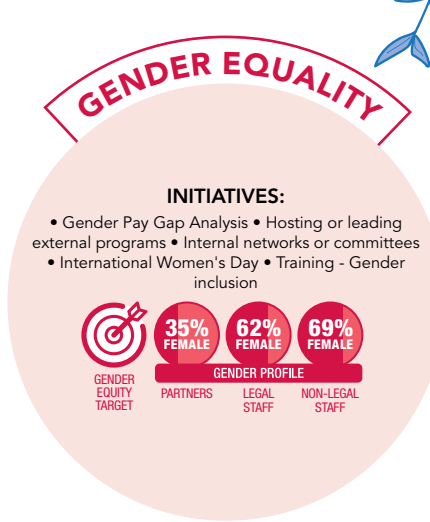 GENDER EQUALITY
INITIATIVES:
• Gender Pay Gap Analysis • Hosting or leading
external programs • Internal networks or committees
• International Women's Day • Training - Gender
inclusion
35%
FEMALE
62%
FEMALE
69%
FEMALE
GENDER PROFILE
GENDER
EQUITY
TARGET
PARTNERS
LEGAL
STAFF
NON-LEGAL
STAFF